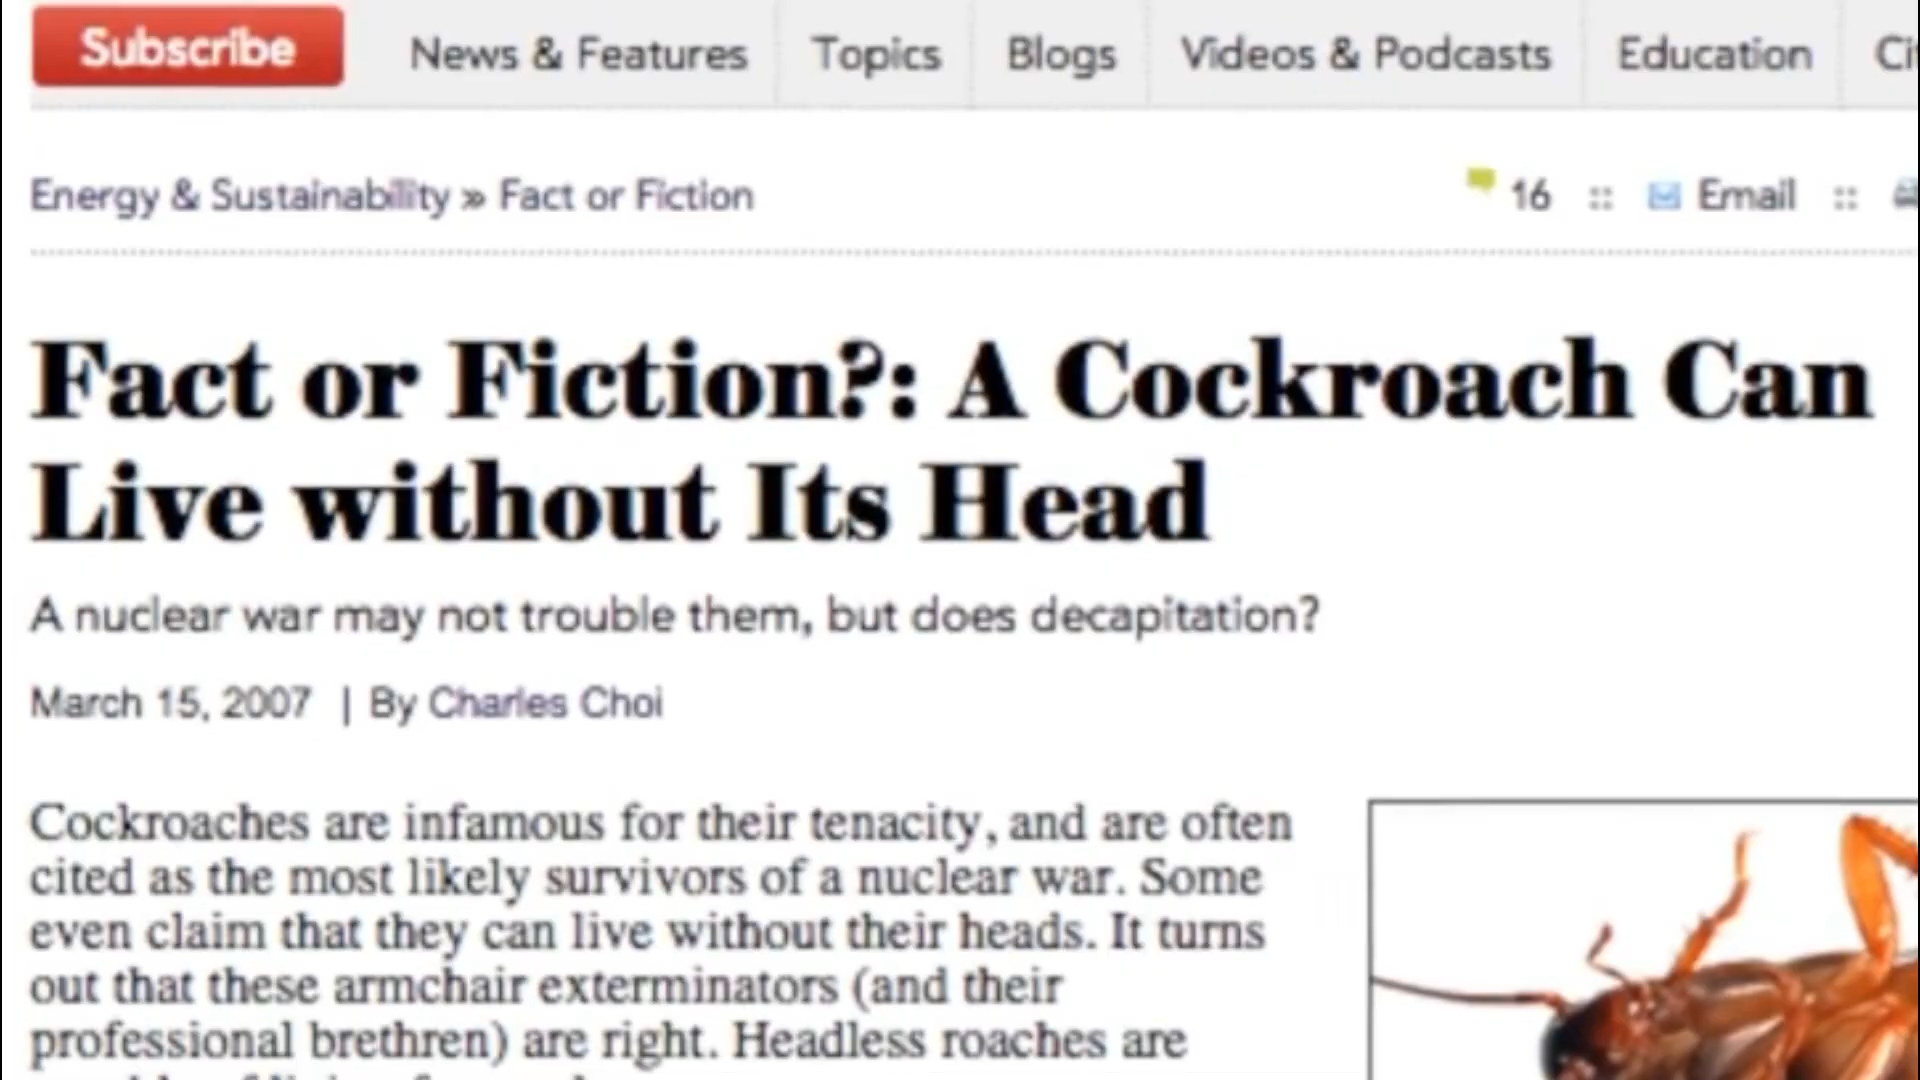 Subscribe News & Features Topics Blogs Videos & Podcasts Education
Energy & Sustainability » Fact or Fiction 16 :: Email ::
Fact or Fiction?: A Cockroach Can
Live without Its Head
A nuclear war may not trouble them, but does decapitation?
March 15, 2007 | By Charles Choi
Cockroaches are infamous for their tenacity, and are often
cited as the most likely survivors of a nuclear war. Some
even claim that they can live without their heads. It turns
out that these armchair exterminators (and their
professional brethren) are right. Headless roaches are